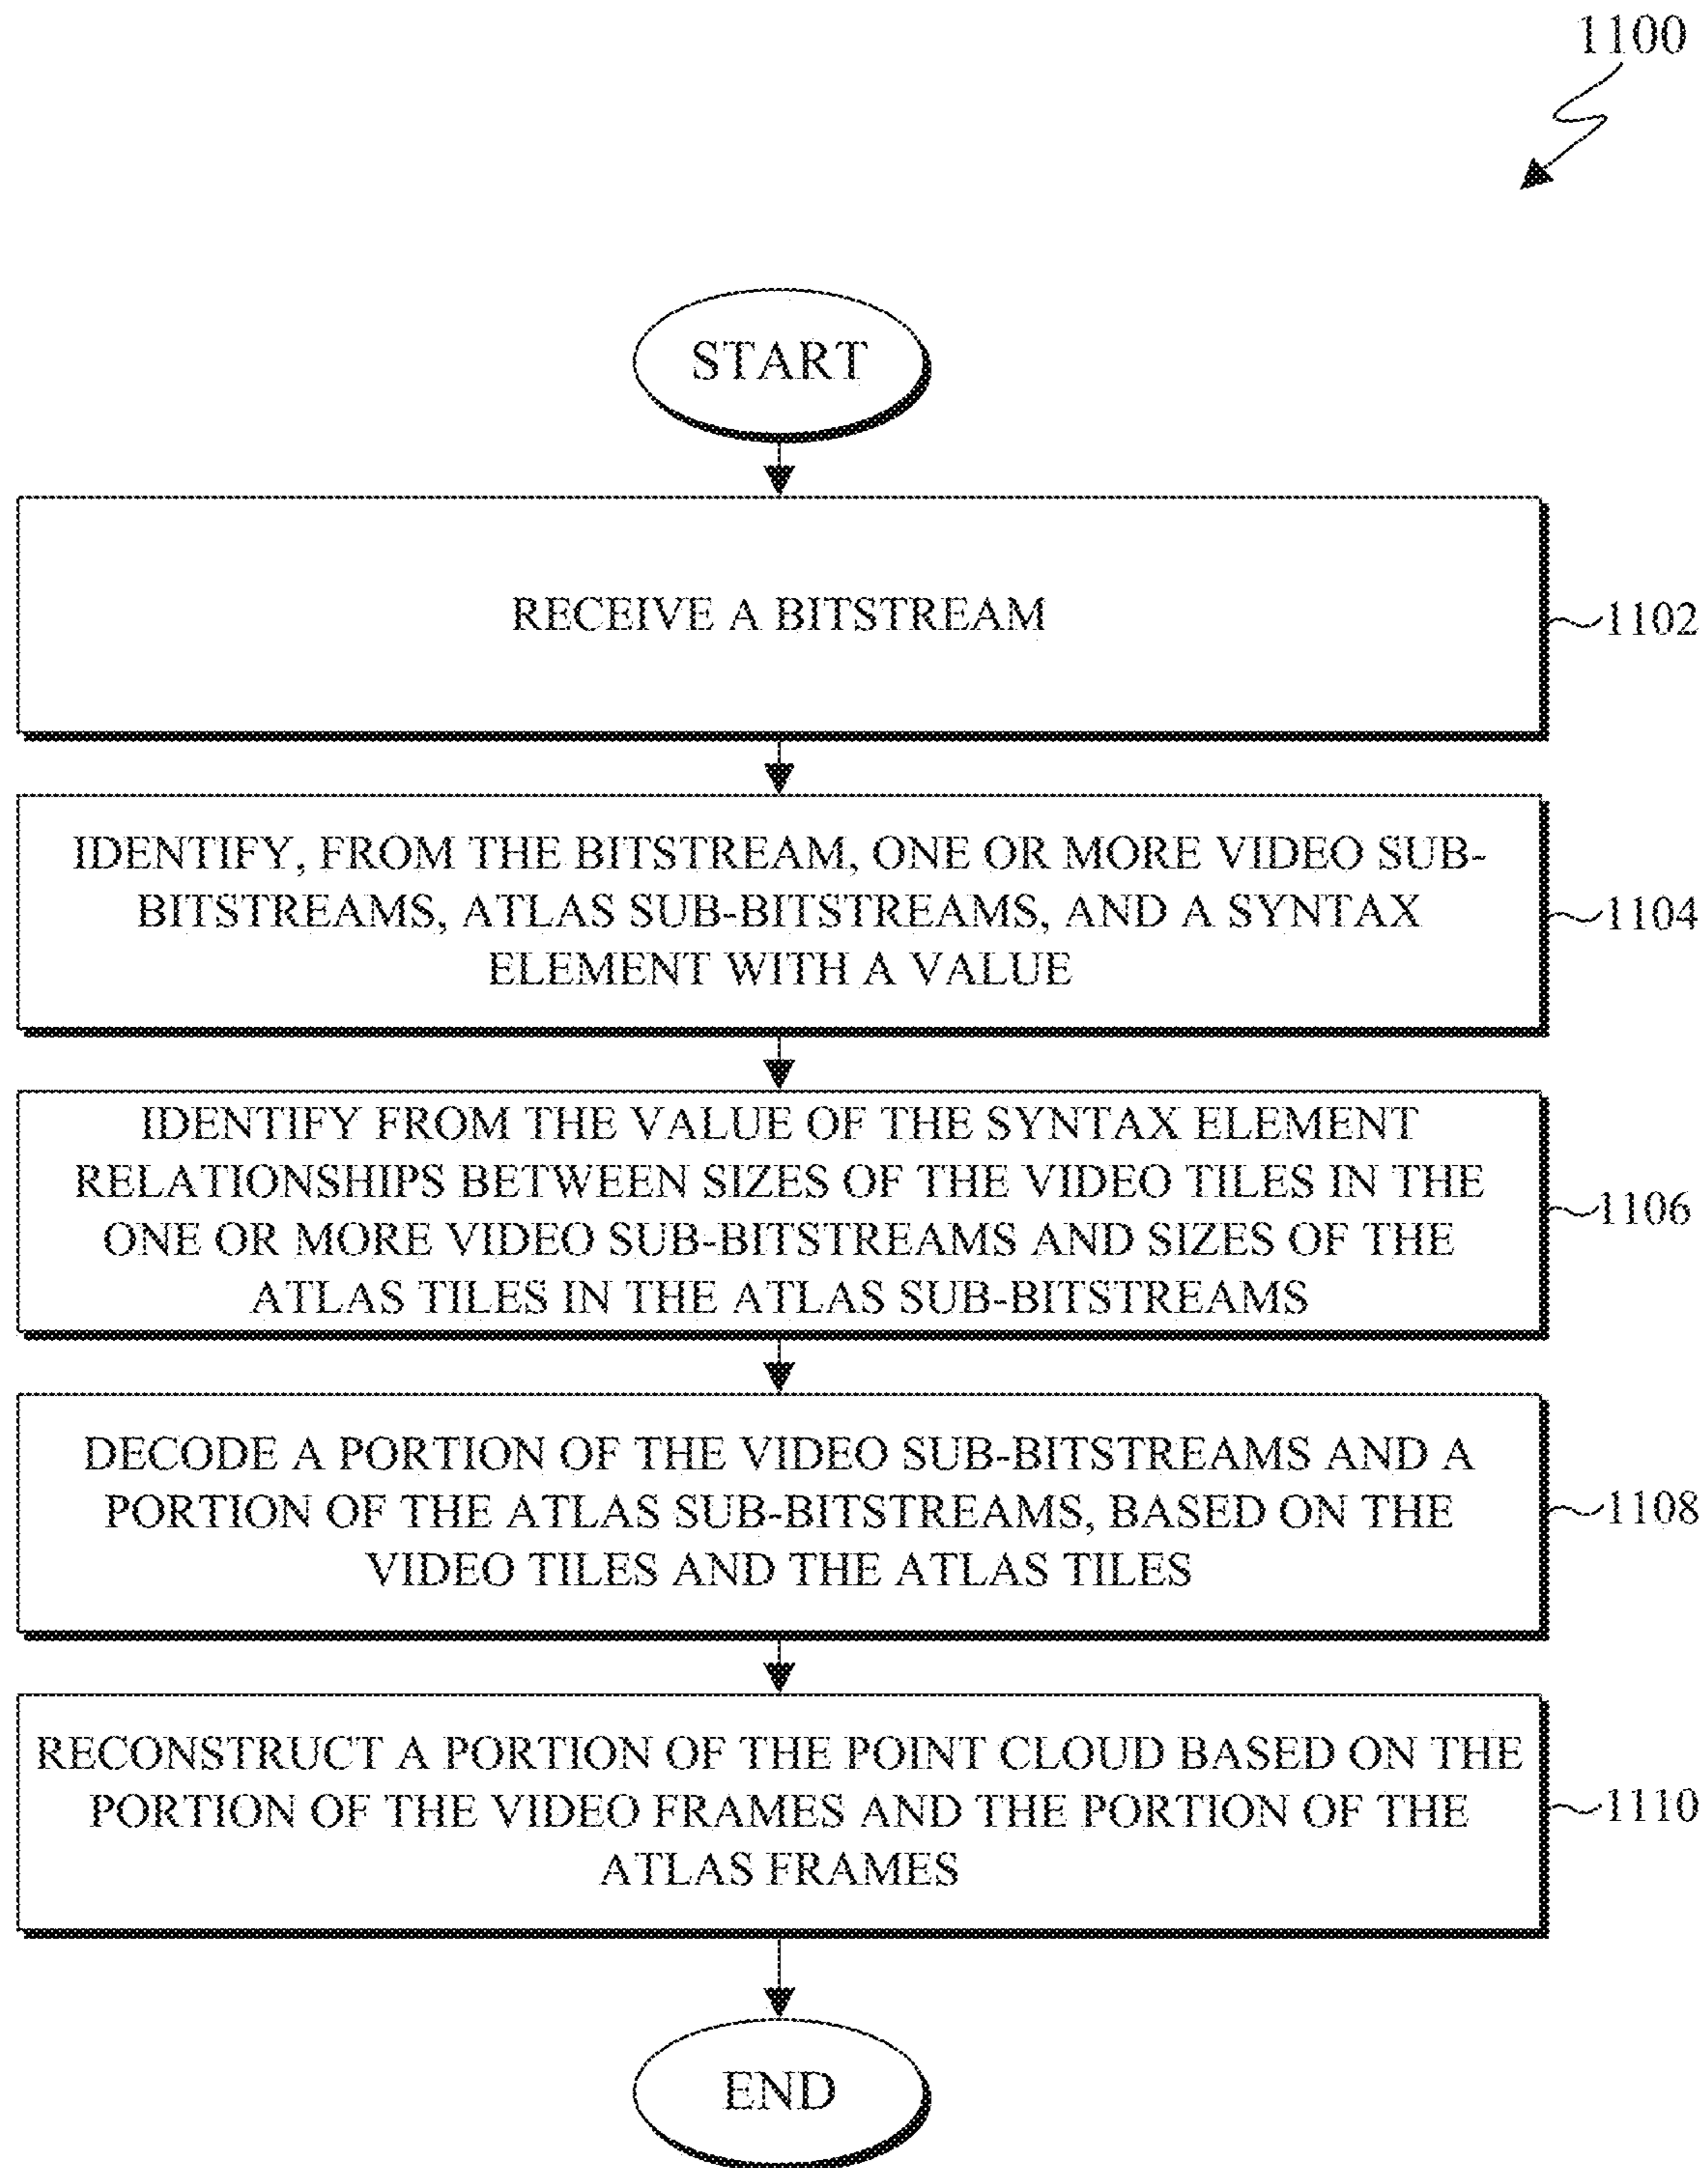 1100
START
RECEIVE A BITSTREAM
1102
IDENTIFY, FROM THE BITSTREAM, ONE OR MORE VIDEO SUB-
BITSTREAMS, ATLAS SUB-BITSTREAMS, AND A SYNTAX
ELEMENT WITH A VALUE
1104
IDENTIFY FROM THE VALUE OF THE SYNTAX ELEMENT
RELATIONSHIPS BETWEEN SIZES OF THE VIDEO TILES IN THE
ONE OR MORE VIDEO SUB-BITSTREAMS AND SIZES OF THE
ATLAS TILES IN THE ATLAS SUB-BITSTREAMS
1106
DECODE A PORTION OF THE VIDEO SUB-BITSTREAMS AND A
PORTION OF THE ATLAS SUB-BITSTREAMS, BASED ON THE
VIDEO TILES AND THE ATLAS TILES
1108
RECONSTRUCT A PORTION OF THE POINT CLOUD BASED ON THE
PORTION OF THE VIDEO FRAMES AND THE PORTION OF THE
ATLAS FRAMES
1110
END